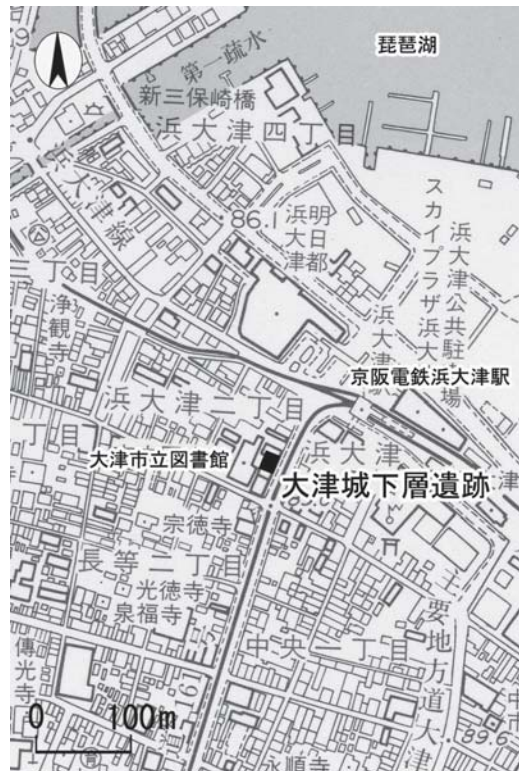 琵琶湖
第一疏水
新三保崎橋
浜大津四丁目
浜大津線
86.1
明日都
浜大津
スカイプラザ浜大
浜大津公共駐車場
三丁目
浄観寺
浜大津
京阪電鉄浜大津駅
浜大津二丁目
丁目
大津市立図書館
浜大津
津
大津城下層遺跡
宗徳寺
長等二丁目
光徳寺
泉福寺
主要地方道大津
中央一丁目
傳光寺
161
0 100m
89.6
永順寺